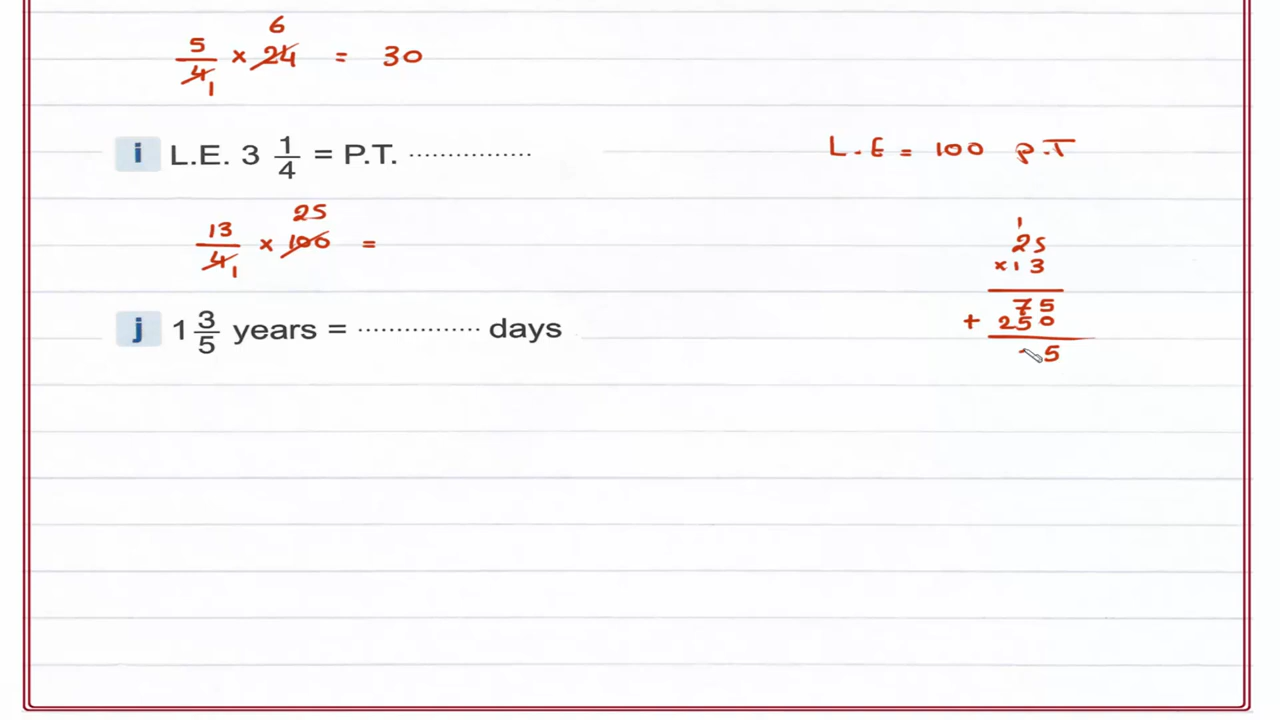 6
5/4 × 24 = 30
1
i L.E. 3 1/4 = P.T. ................
L.E = 100 P.T
25
13/4 × 100 =
1
1
25
×13
75
+ 250
5
j 1 3/5 years = ................ days